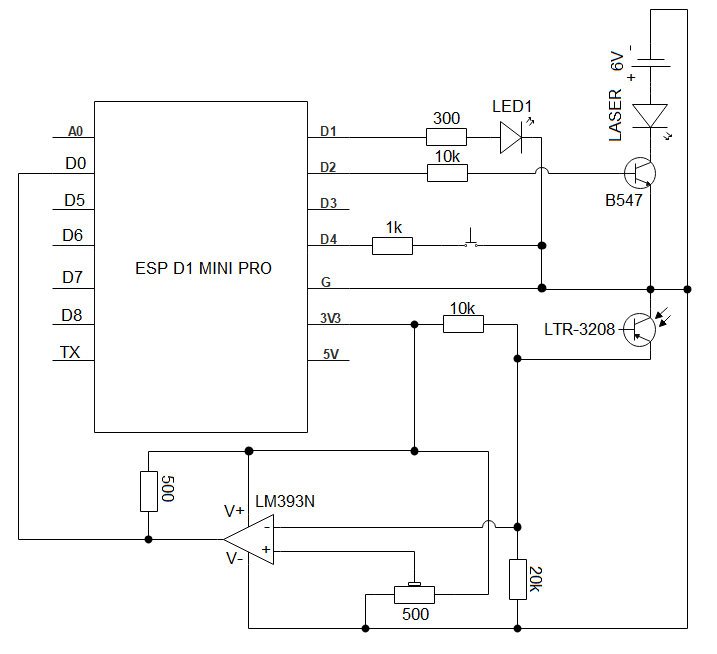 -
6V
+
LASER
LED1
A0
D1
300
D0
D2
10k
B547
D5
D3
D6
D4
1k
ESP D1 MINI PRO
D7
G
D8
3V3
10k
LTR-3208
TX
5V
500
LM393N
V+
-
+
V-
500
20k